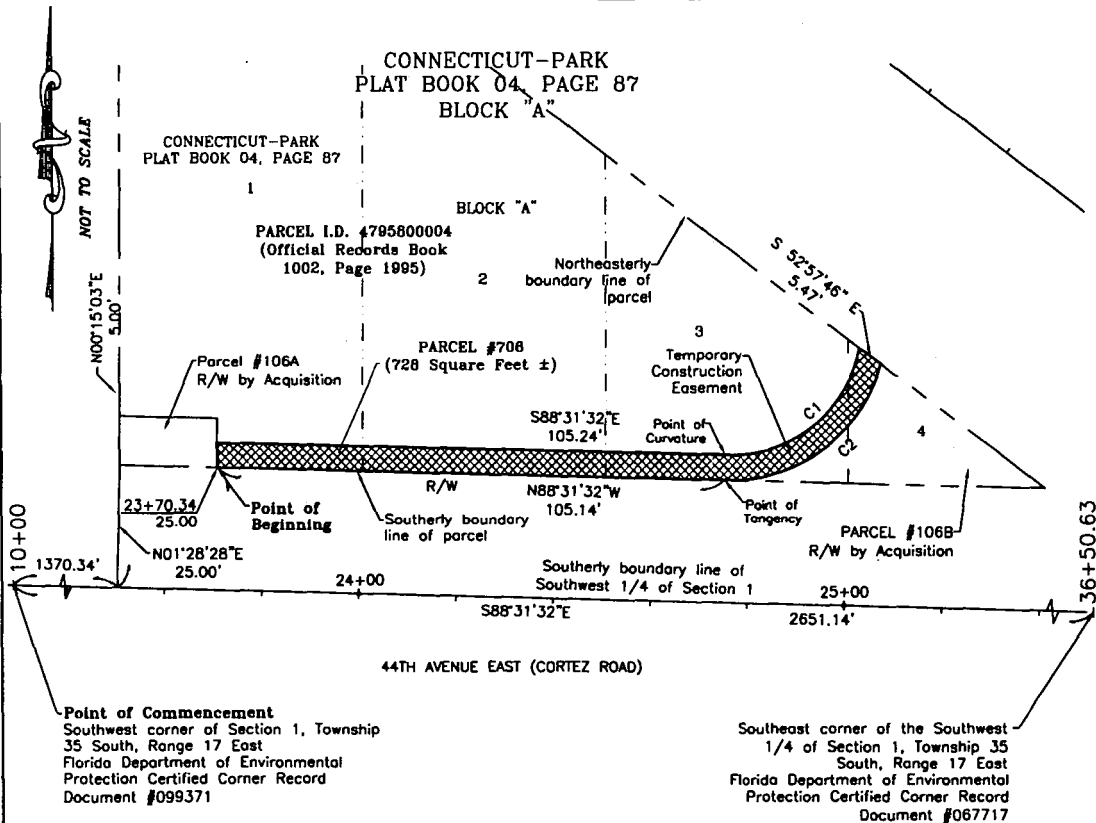 CONNECTICUT-PARK
PLAT BOOK 04, PAGE 87
BLOCK "A"
NOT TO SCALE
CONNECTICUT-PARK
PLAT BOOK 04, PAGE 87
1
BLOCK "A"
PARCEL I.D. 4795800004
(Official Records Book
1002, Page 1995)
2
Northeasterly
boundary line of
parcel
S 52°57'46" E
5.47'
N00°15'03"E
5.00'
3
Parcel #106A
R/W by Acquisition
PARCEL #706
(728 Square Feet ±)
Temporary
Construction
Easement
S88°31'32"E
105.24'
Point of
Curvature
C1
C2
4
R/W
N88°31'32"W
105.14'
23+70.34
25.00
Point of
Beginning
Southerly boundary
line of parcel
Point of
Tangency
PARCEL #106B
R/W by Acquisition
10+00
1370.34'
N01°28'28"E
25.00'
24+00
Southerly boundary line of
Southwest 1/4 of Section 1
25+00
36+50.63
S88°31'32"E
2651.14'
44TH AVENUE EAST (CORTEZ ROAD)
Point of Commencement
Southwest corner of Section 1, Township
35 South, Range 17 East
Florida Department of Environmental
Protection Certified Corner Record
Document #099371
Southeast corner of the Southwest
1/4 of Section 1, Township 35
South, Range 17 East
Florida Department of Environmental
Protection Certified Corner Record
Document #067717